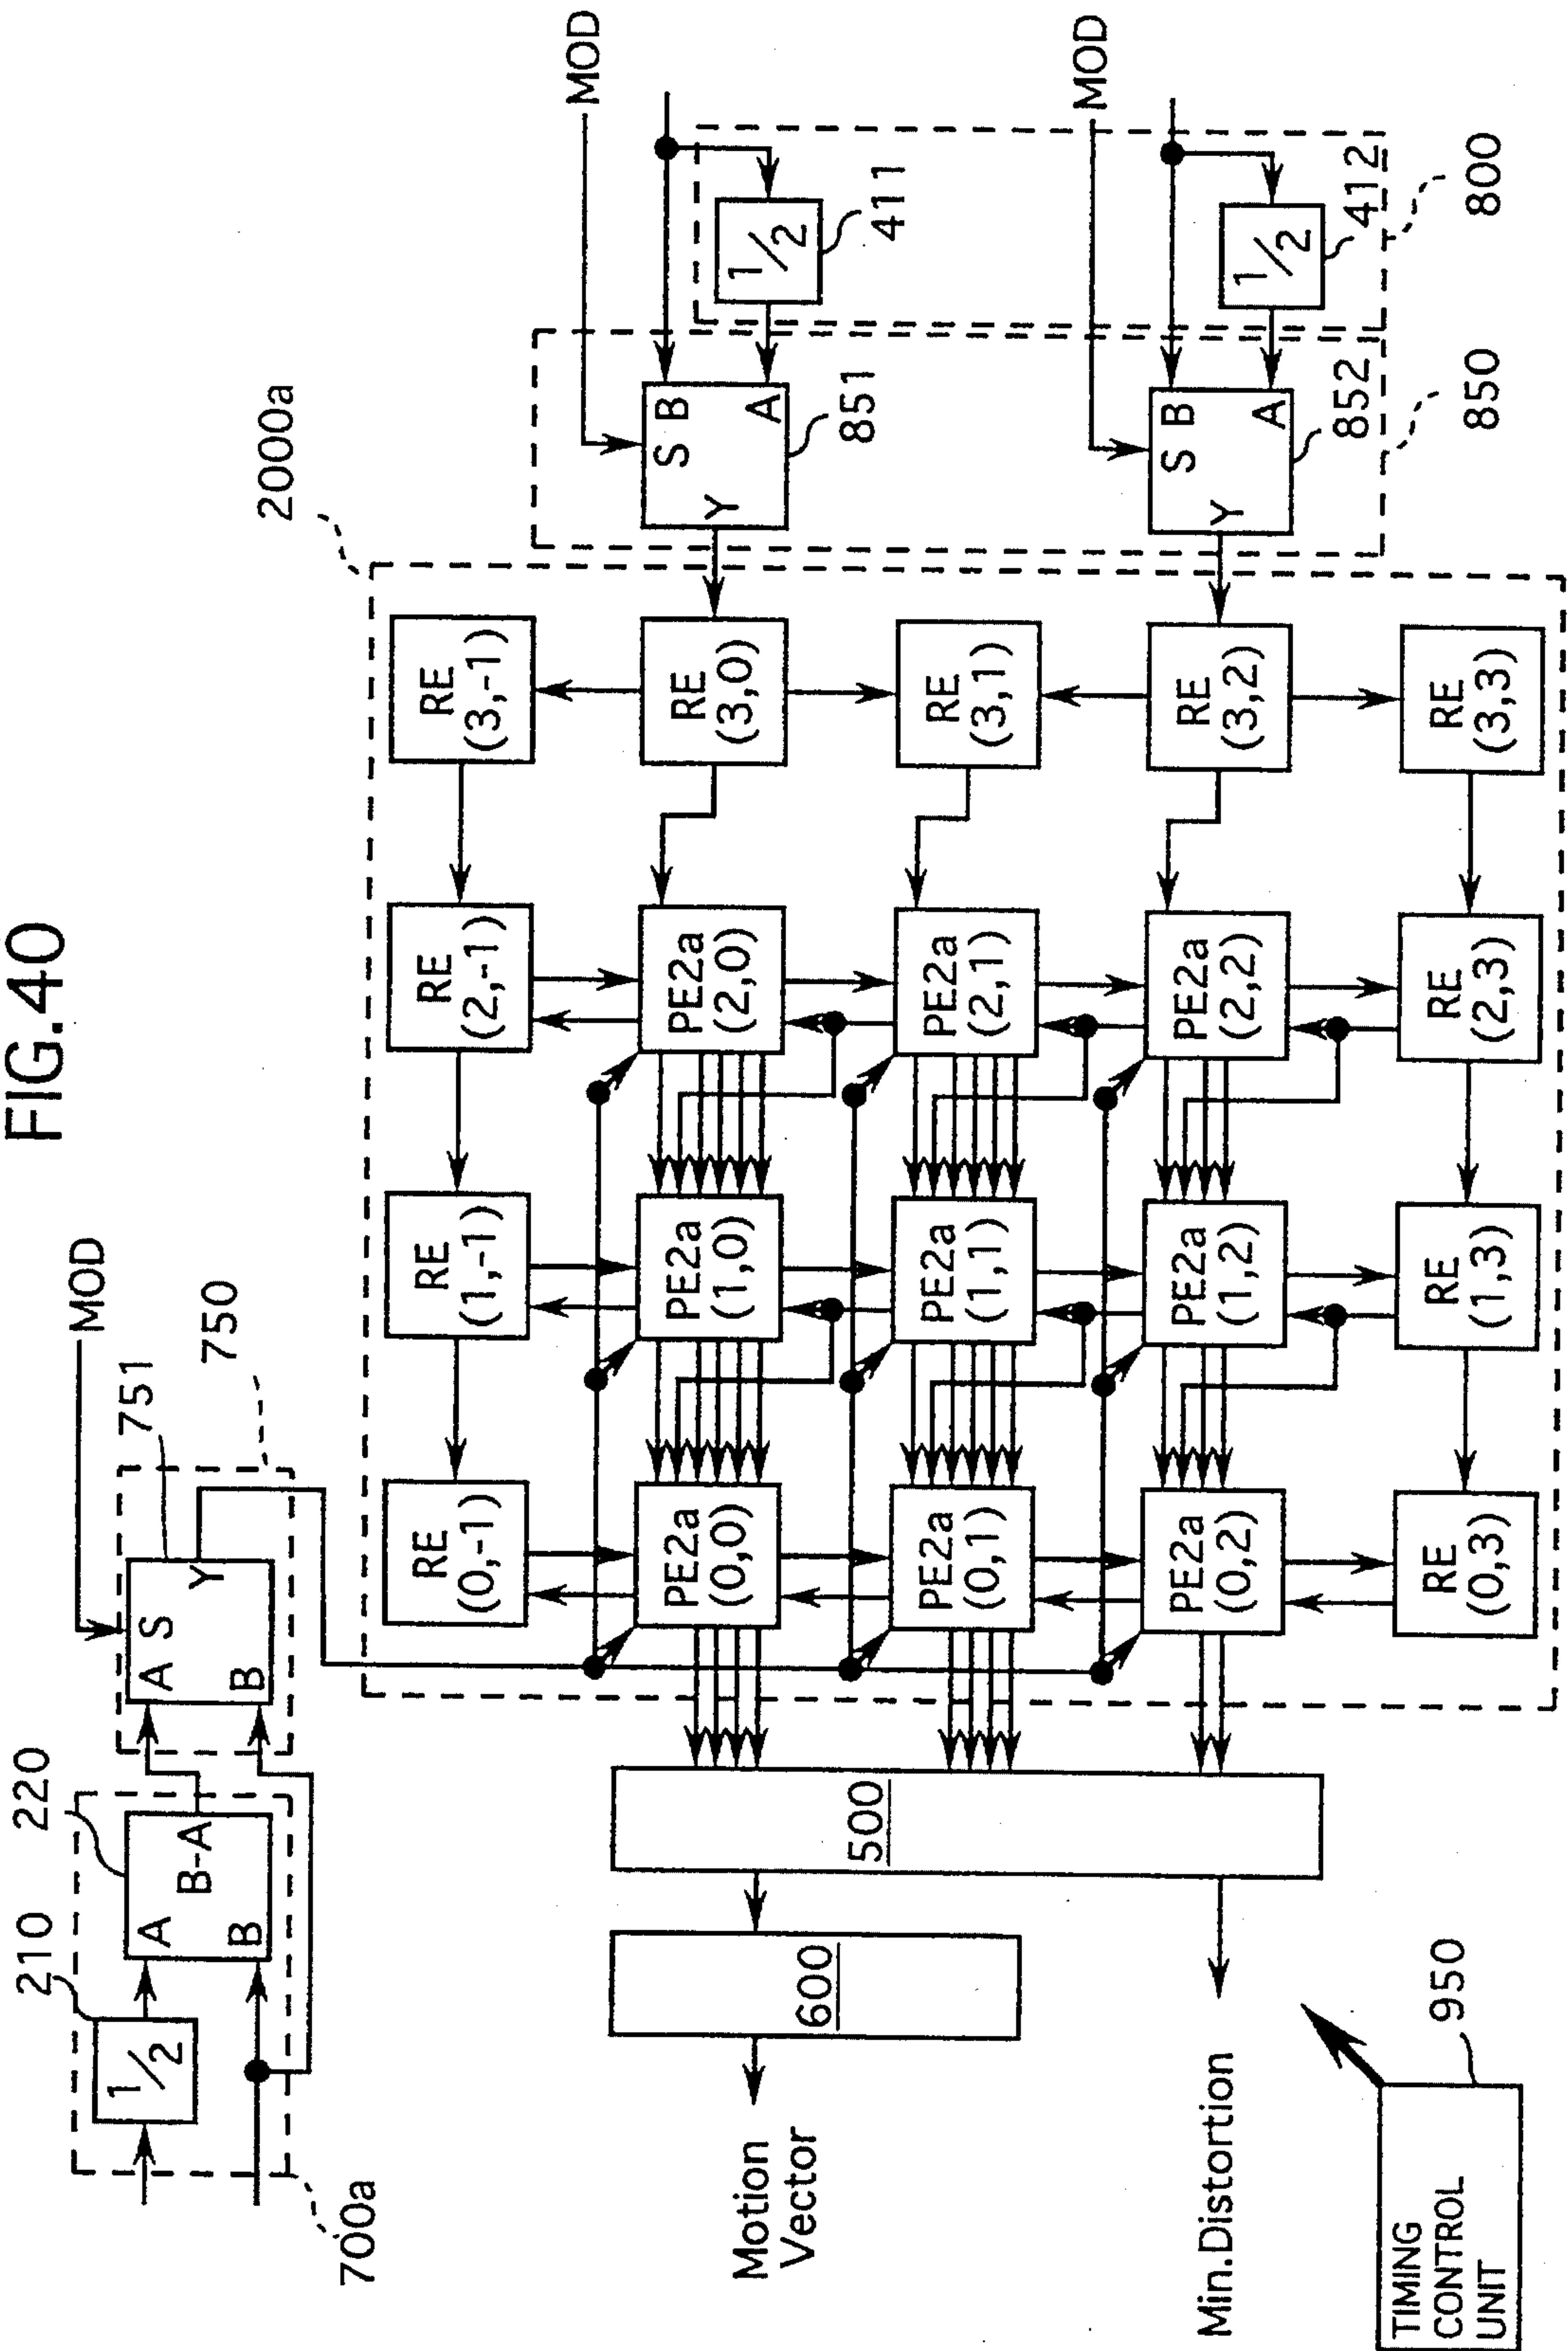 FIG.40
MOD
MOD
MOD
220
210
751
750
700a
1/2
A
B-A
B
A S
Y
B
2000a
RE
(0,-1)
RE
(1,-1)
RE
(2,-1)
RE
(3,-1)
PE2a
(0,0)
PE2a
(1,0)
PE2a
(2,0)
RE
(3,0)
PE2a
(0,1)
PE2a
(1,1)
PE2a
(2,1)
RE
(3,1)
PE2a
(0,2)
PE2a
(1,2)
PE2a
(2,2)
RE
(3,2)
RE
(0,3)
RE
(1,3)
RE
(2,3)
RE
(3,3)
S B
Y
A
851
1/2
411
S B
Y
A
852
1/2
412
850
800
500
600
Motion
Vector
Min.Distortion
TIMING
CONTROL
UNIT
950